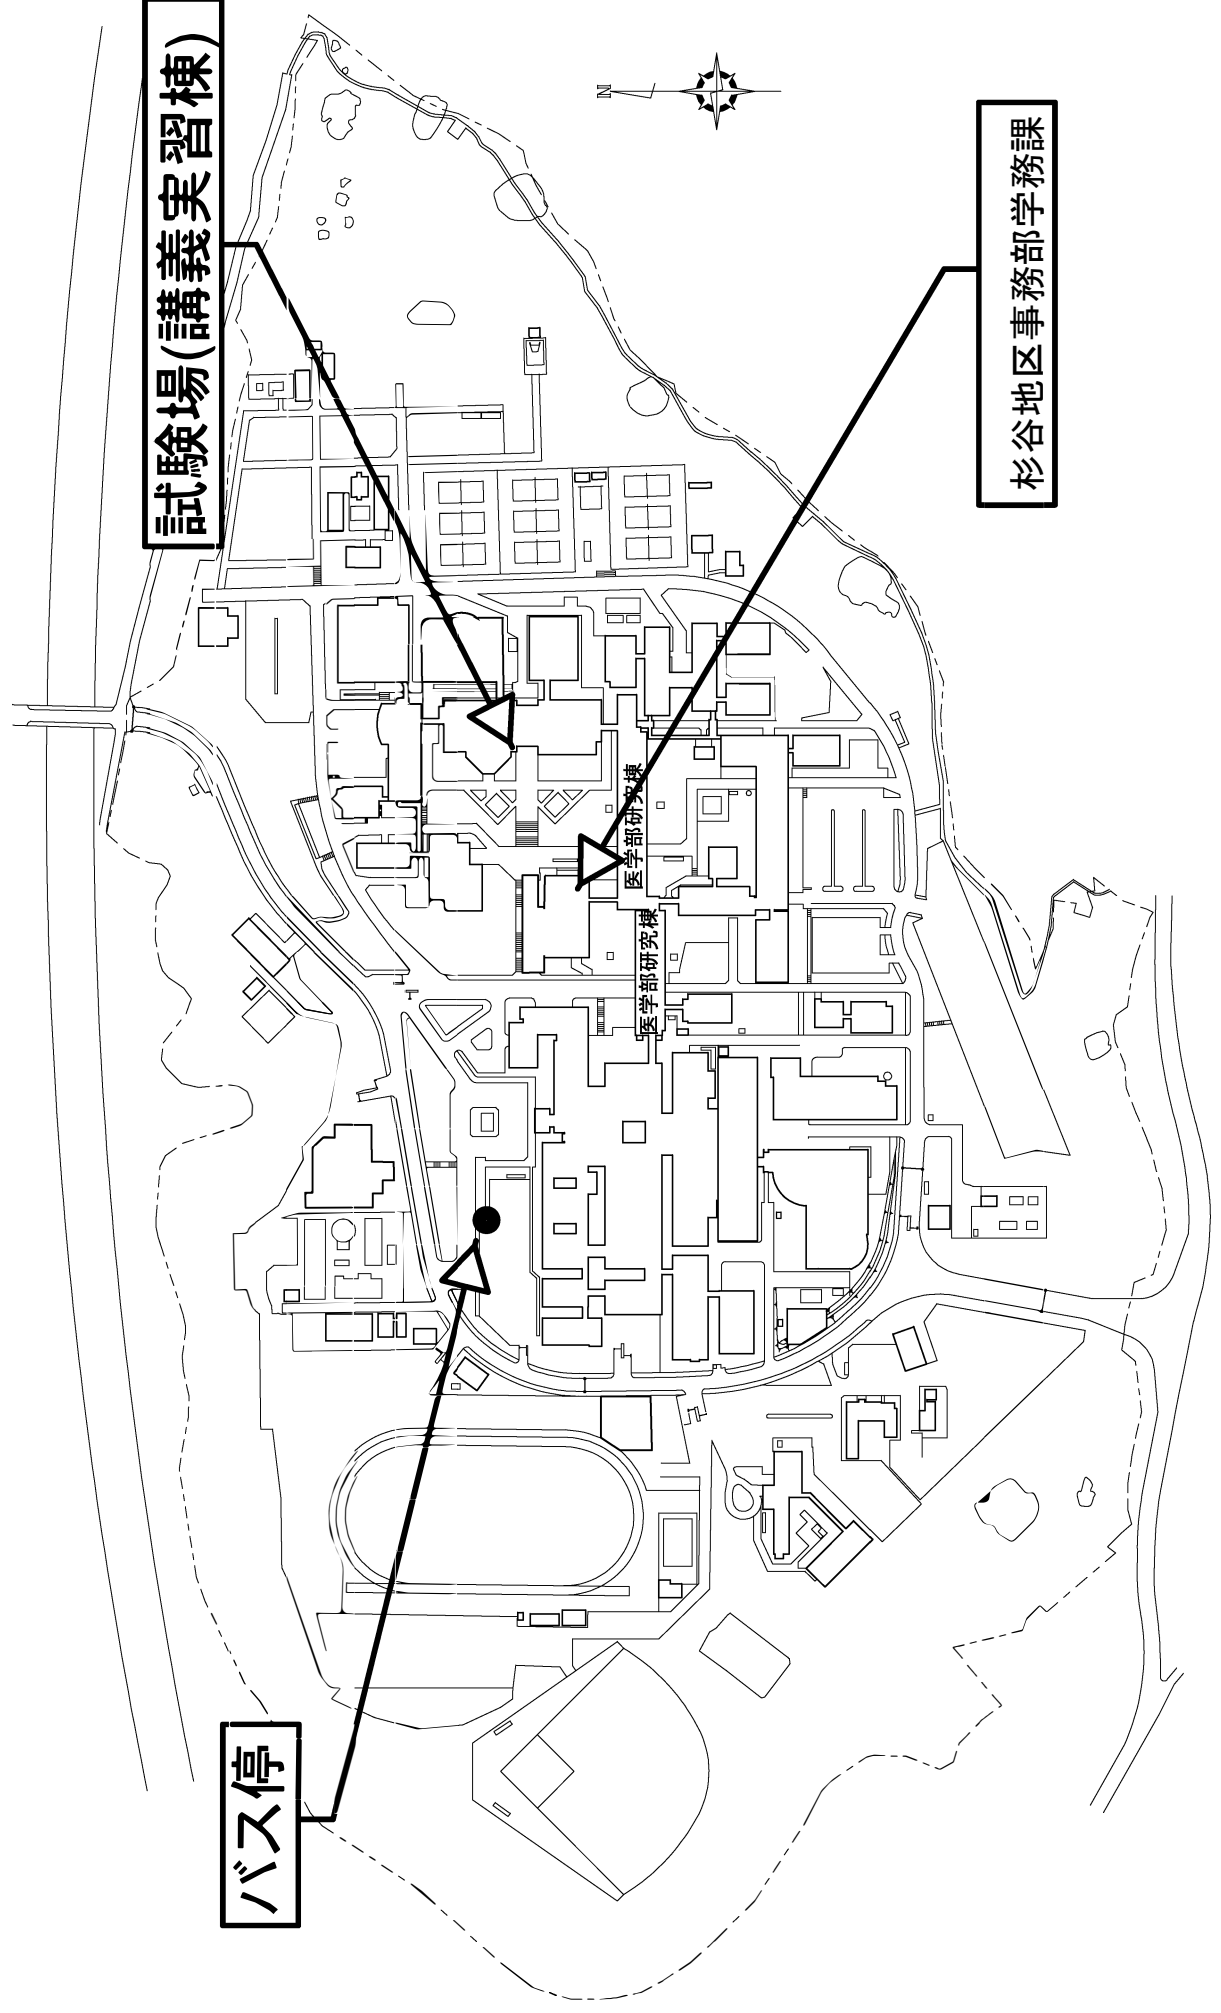 試験場(講義実習棟)
N
杉谷地区事務部学務課
医学部研究棟
医学部研究棟
バス停